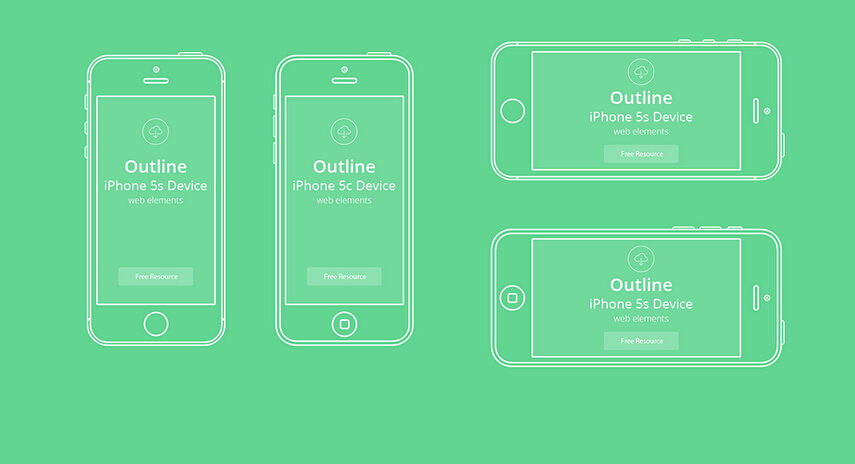 Outline
iPhone 5s Device
web elements
Free Resource
Outline
iPhone 5c Device
web elements
Free Resource
Outline
iPhone 5s Device
web elements
Free Resource
Outline
iPhone 5s Device
web elements
Free Resource